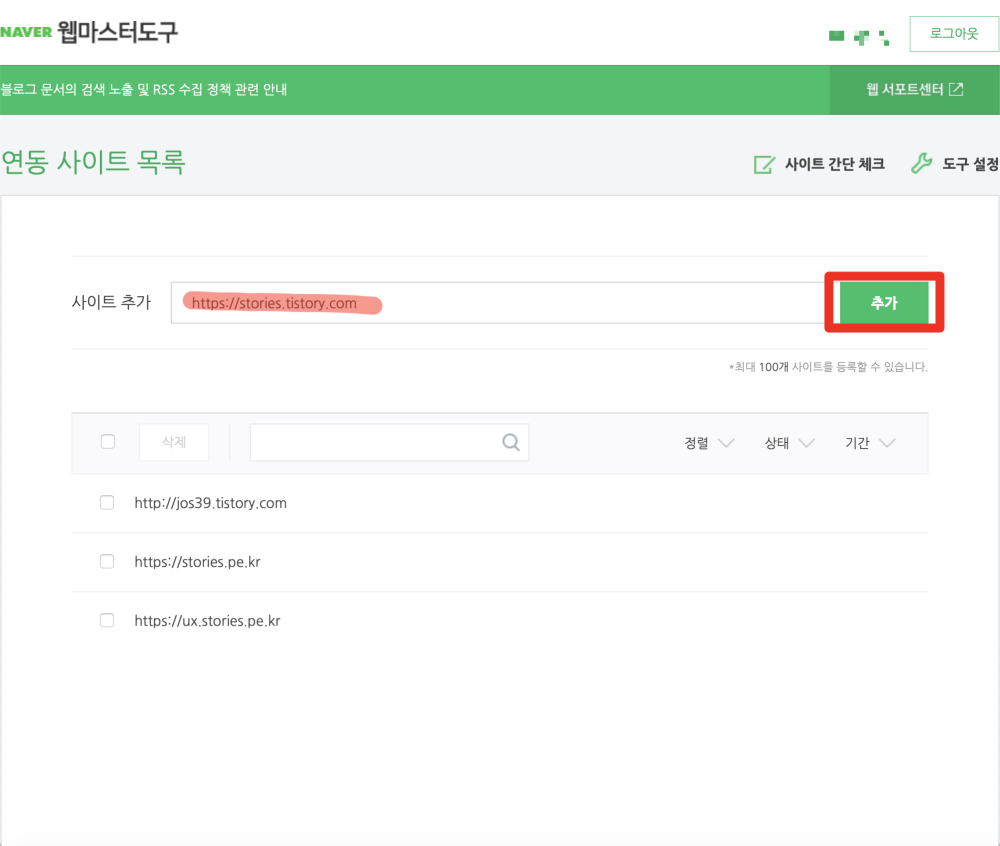 NAVER 웹마스터도구
로그아웃
블로그 문서의 검색 노출 및 RSS 수집 정책 관련 안내
웹 서포트센터
연동 사이트 목록
사이트 간단 체크
도구 설정
사이트 추가
https://stories.tistory.com
추가
*최대 100개 사이트를 등록할 수 있습니다.
삭제
정렬
상태
기간
http://jos39.tistory.com
https://stories.pe.kr
https://ux.stories.pe.kr